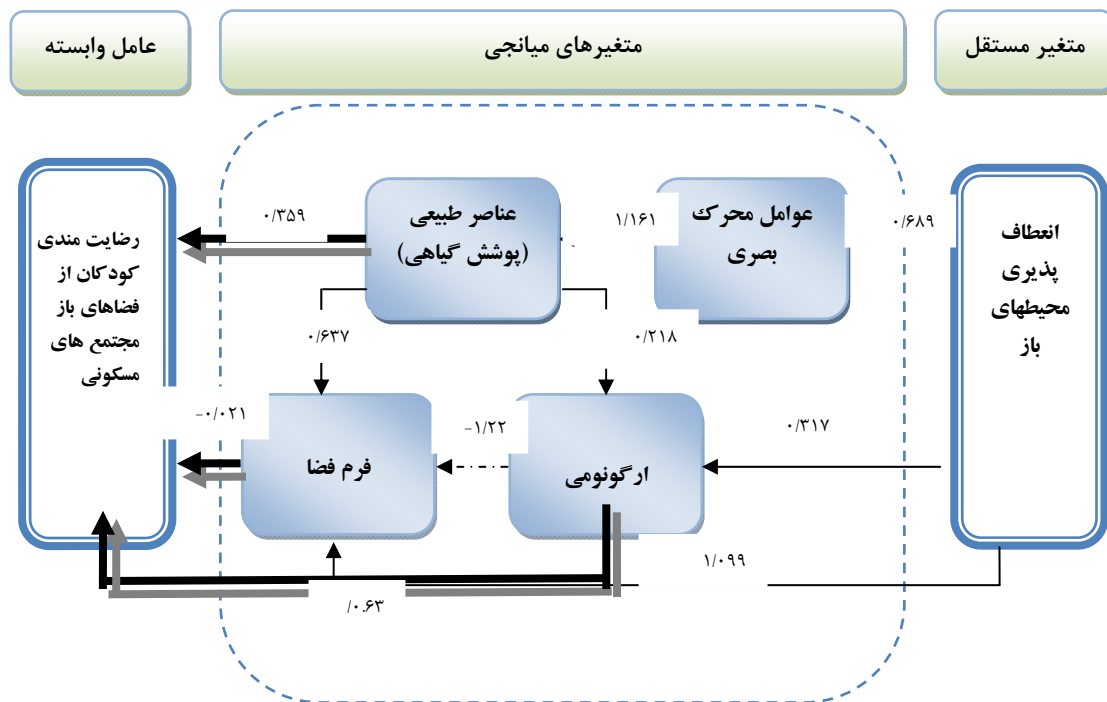 متغیر مستقل
متغیرهای میانجی
عامل وابسته
انعطاف
پذیری
محیطهای
باز
۰/۶۸۹
عوامل محرک
بصری
۱/۱۶۱
عناصر طبیعی
(پوشش گیاهی)
۰/۳۵۹
رضایت مندی
کودکان از
فضاهای باز
مجتمع های
مسکونی
۰/۲۱۸
۰/۶۳۷
۰/۳۱۷
ارگونومی
-۱/۲۲
فرم فضا
-۰/۰۲۱
۱/۰۹۹
/۰.۶۳